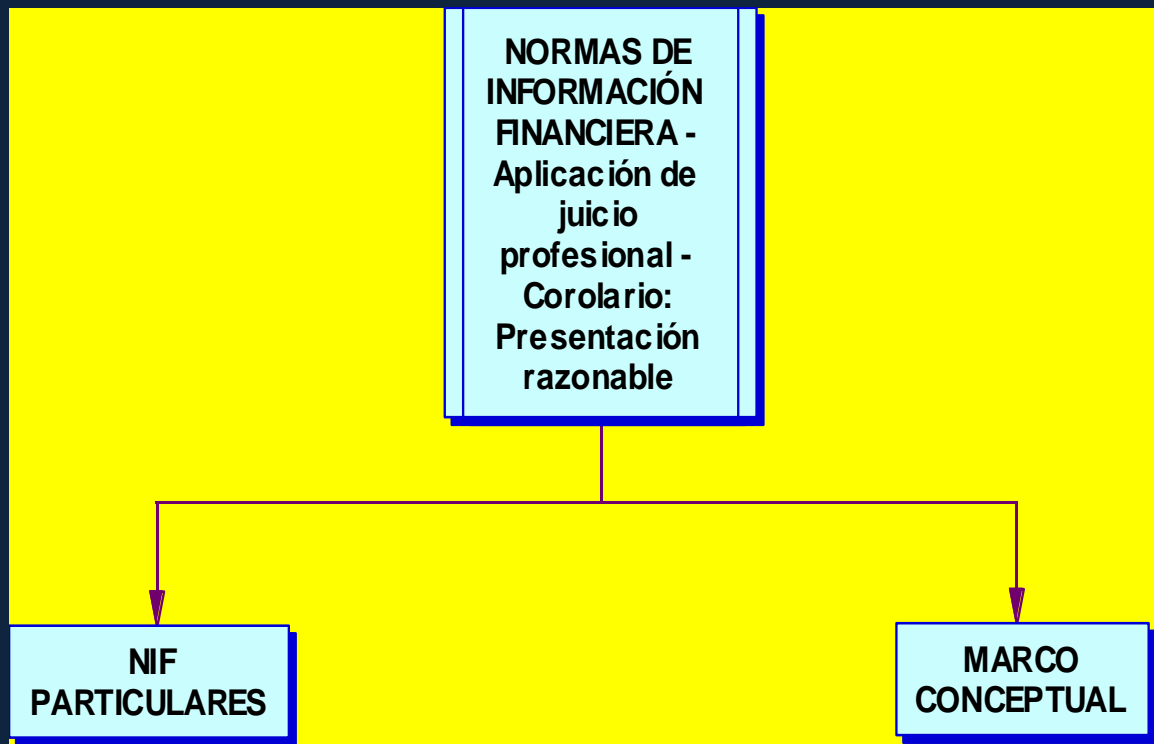 NORMAS DE
INFORMACIÓN
FINANCIERA -
Aplicación de
juicio
profesional -
Corolario:
Presentación
razonable
NIF
PARTICULARES
MARCO
CONCEPTUAL